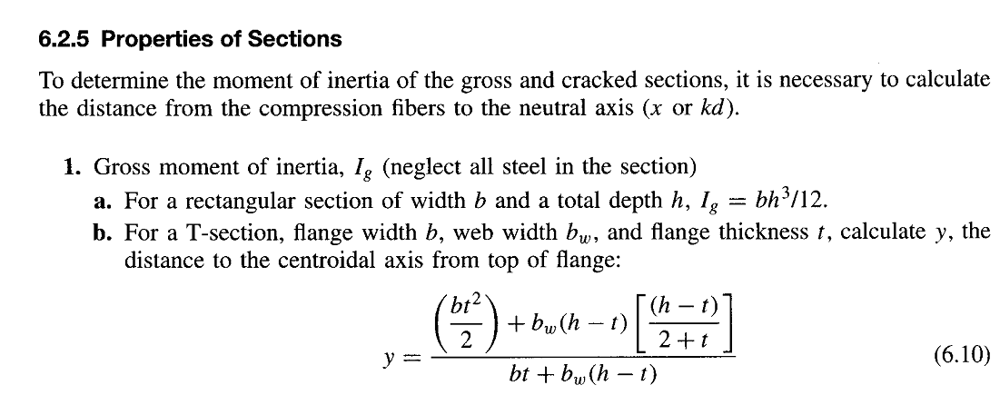 6.2.5 Properties of Sections
To determine the moment of inertia of the gross and cracked sections, it is necessary to calculate
the distance from the compression fibers to the neutral axis (x or kd).
1. Gross moment of inertia, I_g (neglect all steel in the section)
a. For a rectangular section of width b and a total depth h, I_g = bh³/12.
b. For a T-section, flange width b, web width b_w, and flange thickness t, calculate y, the
distance to the centroidal axis from top of flange:
y = \frac{\left(\frac{bt^2}{2}\right) + b_w(h - t)\left[\frac{(h - t)}{2 + t}\right]}{bt + b_w(h - t)} (6.10)